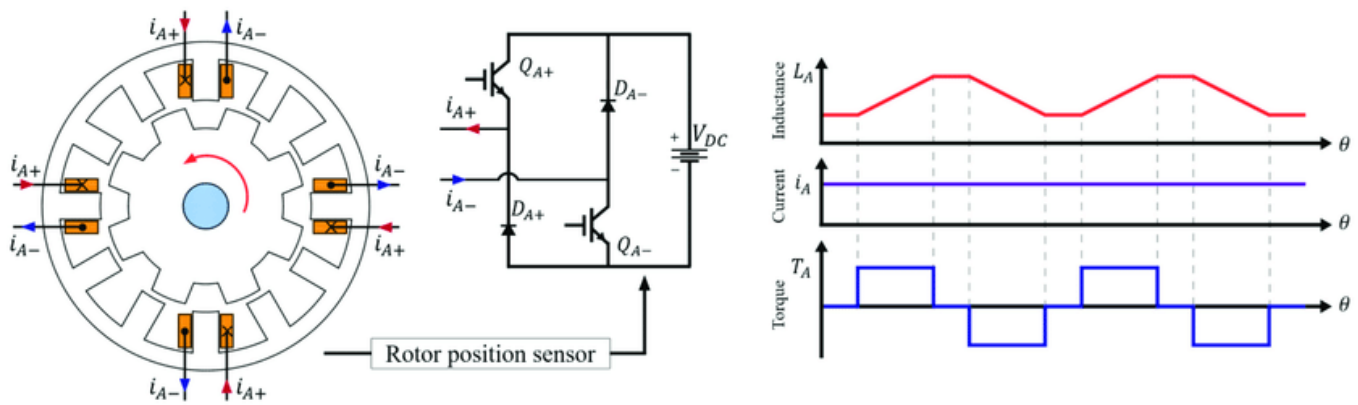 i_{A+} i_{A-}
i_{A+} i_{A-}
i_{A-} i_{A+}
i_{A-} i_{A+}
Q_{A+}
D_{A-}
i_{A+}
+ V_{DC}
-
i_{A-}
D_{A+}
Q_{A-}
Rotor position sensor
Inductance
L_A
θ
Current
i_A
θ
Torque
T_A
θ